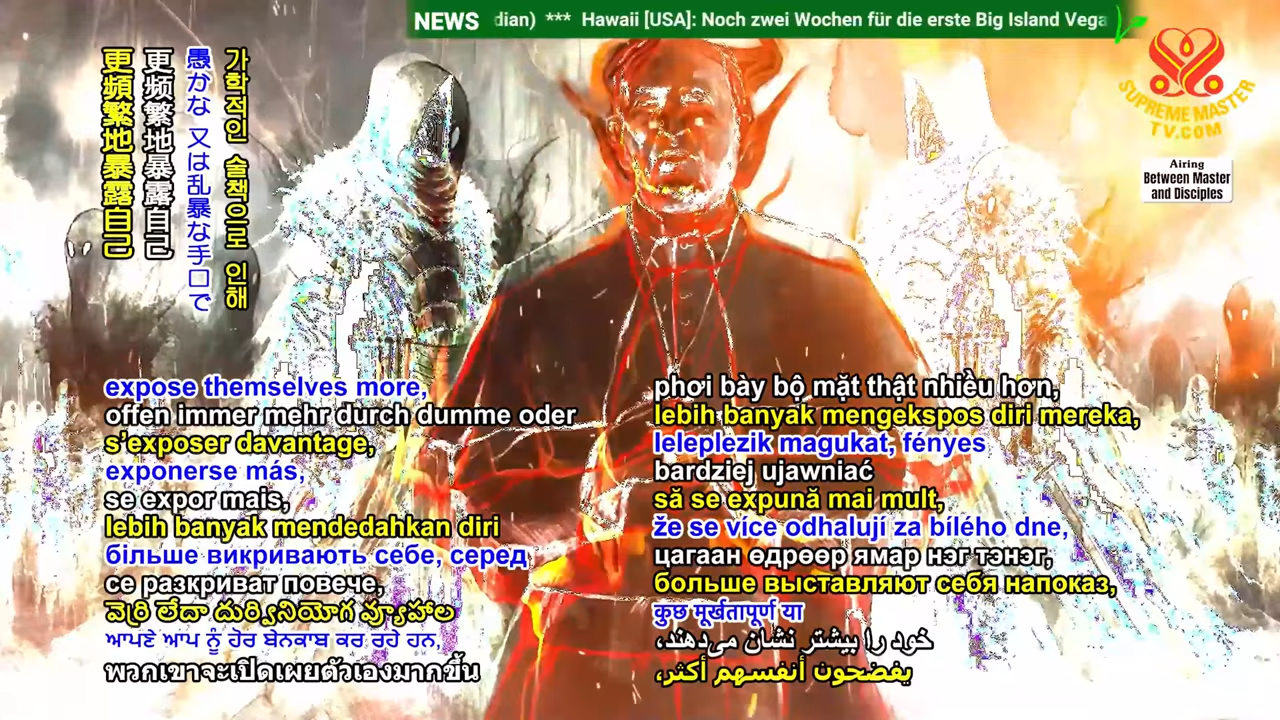 NEWS dian) *** Hawaii [USA]: Noch zwei Wochen für die erste Big Island Vega
SUPREME MASTER
TV.COM
Airing
Between Master
and Disciples
更頻繁地暴露自己
更频繁地暴露自己
愚かな 又は乱暴な手口で
가학적인 술책으로 인해
expose themselves more,
offen immer mehr durch dumme oder
s'exposer davantage,
exponerse más,
se expor mais,
lebih banyak mendedahkan diri
більше викривають себе, серед
се разкриват повече,
వెర్రి లేదా దుర్వినియోగ వ్యూహాల
ਆਪਣੇ ਆਪ ਨੂੰ ਹੋਰ ਬੇਨਕਾਬ ਕਰ ਰਹੇ ਹਨ,
พวกเขาจะเปิดเผยตัวเองมากขึ้น
phơi bày bộ mặt thật nhiều hơn,
lebih banyak mengekspos diri mereka,
leleplezik magukat, fényes
bardziej ujawniać
să se expună mai mult,
že se více odhalují za bílého dne,
цагаан өдрөөр ямар нэг тэнэг,
больше выставляют себя напоказ,
कुछ मूर्खतापूर्ण या
خود را بیشتر نشان می‌دهند،
يفضحون أنفسهم أكثر،